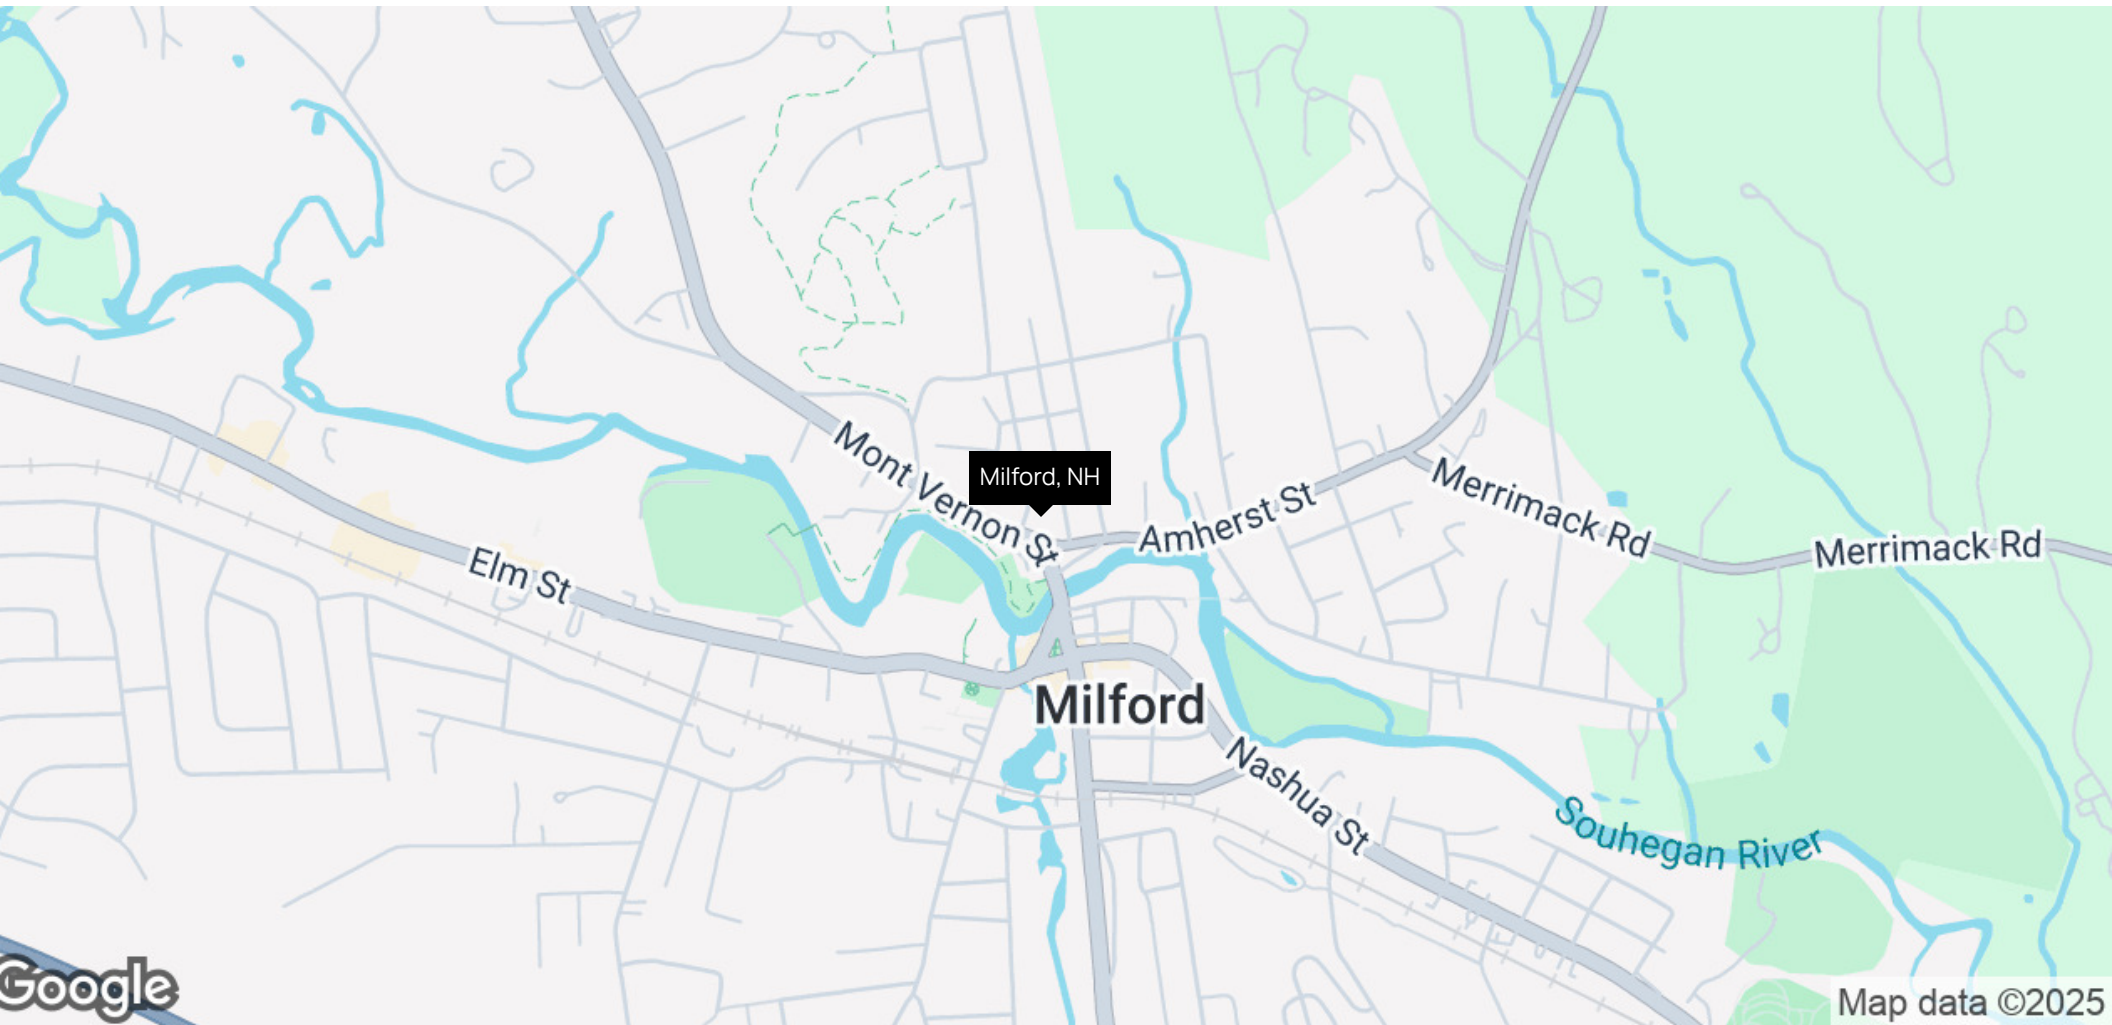 Mont Vernon St
Milford, NH
Amherst St
Merrimack Rd
Merrimack Rd
Elm St
Milford
Nashua St
Souhegan River
Google
Map data ©2025